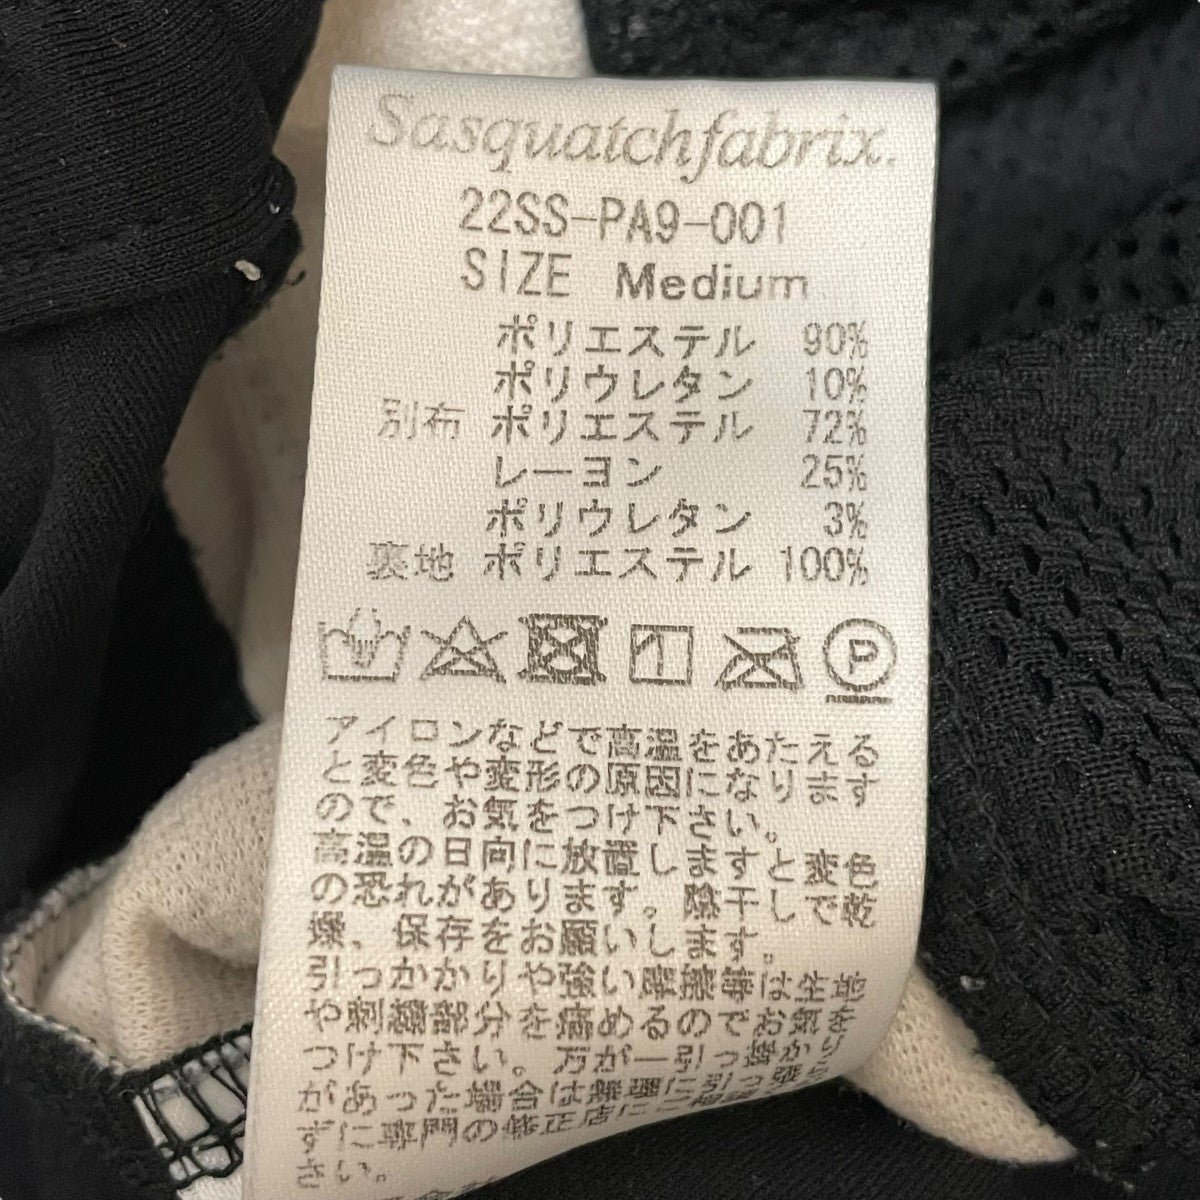 Sasquatchfabrix.
22SS-PA9-001
SIZE Medium
ポリエステル 90%
ポリウレタン 10%
別布 ポリエステル 72%
レーヨン 25%
ポリウレタン 3%
裏地 ポリエステル 100%
P
アイロンなどで高温をあたえる
と変色や変形の原因になります
ので、お気をつけ下さい。
高温の日向に放置しますと変色
の恐れがあります。陰干しで乾
燥、保存をお願いします。
引っかかりや強い摩擦等は生地
や刺繍部分を痛めるのでお気を
つけ下さい。万が一引っ掛かり
があった場合は無理に引っ張ら
ずに専門の修正店にご相談
さい。